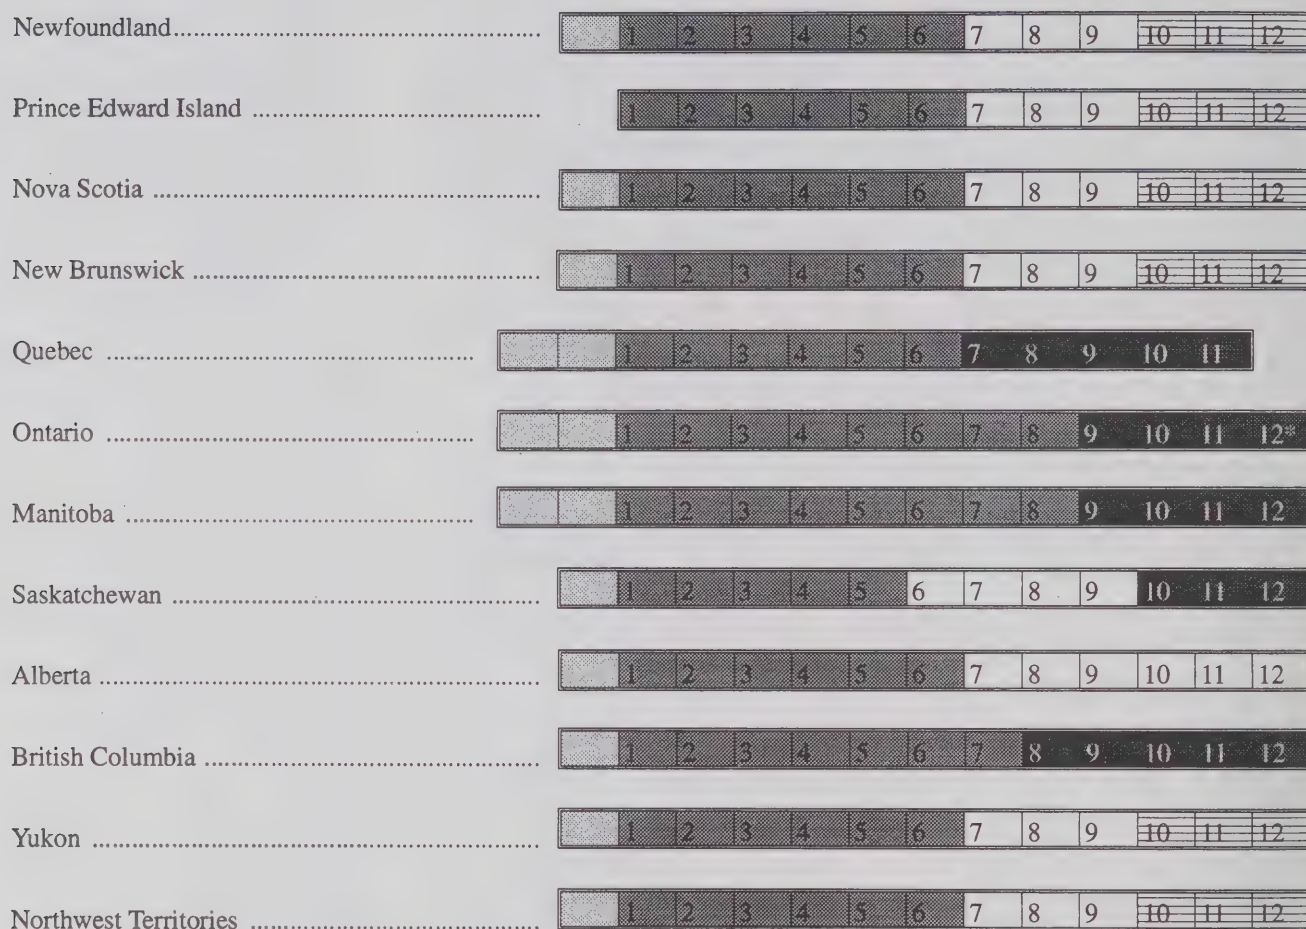 Newfoundland ........ 1 2 3 4 5 6 7 8 9 10 11 12
Prince Edward Island ........ 1 2 3 4 5 6 7 8 9 10 11 12
Nova Scotia ........ 1 2 3 4 5 6 7 8 9 10 11 12
New Brunswick ........ 1 2 3 4 5 6 7 8 9 10 11 12
Quebec ........ 1 2 3 4 5 6 7 8 9 10 11
Ontario ........ 1 2 3 4 5 6 7 8 9 10 11 12*
Manitoba ........ 1 2 3 4 5 6 7 8 9 10 11 12
Saskatchewan ........ 1 2 3 4 5 6 7 8 9 10 11 12
Alberta ........ 1 2 3 4 5 6 7 8 9 10 11 12
British Columbia ........ 1 2 3 4 5 6 7 8 9 10 11 12
Yukon ........ 1 2 3 4 5 6 7 8 9 10 11 12
Northwest Territories ........ 1 2 3 4 5 6 7 8 9 10 11 12